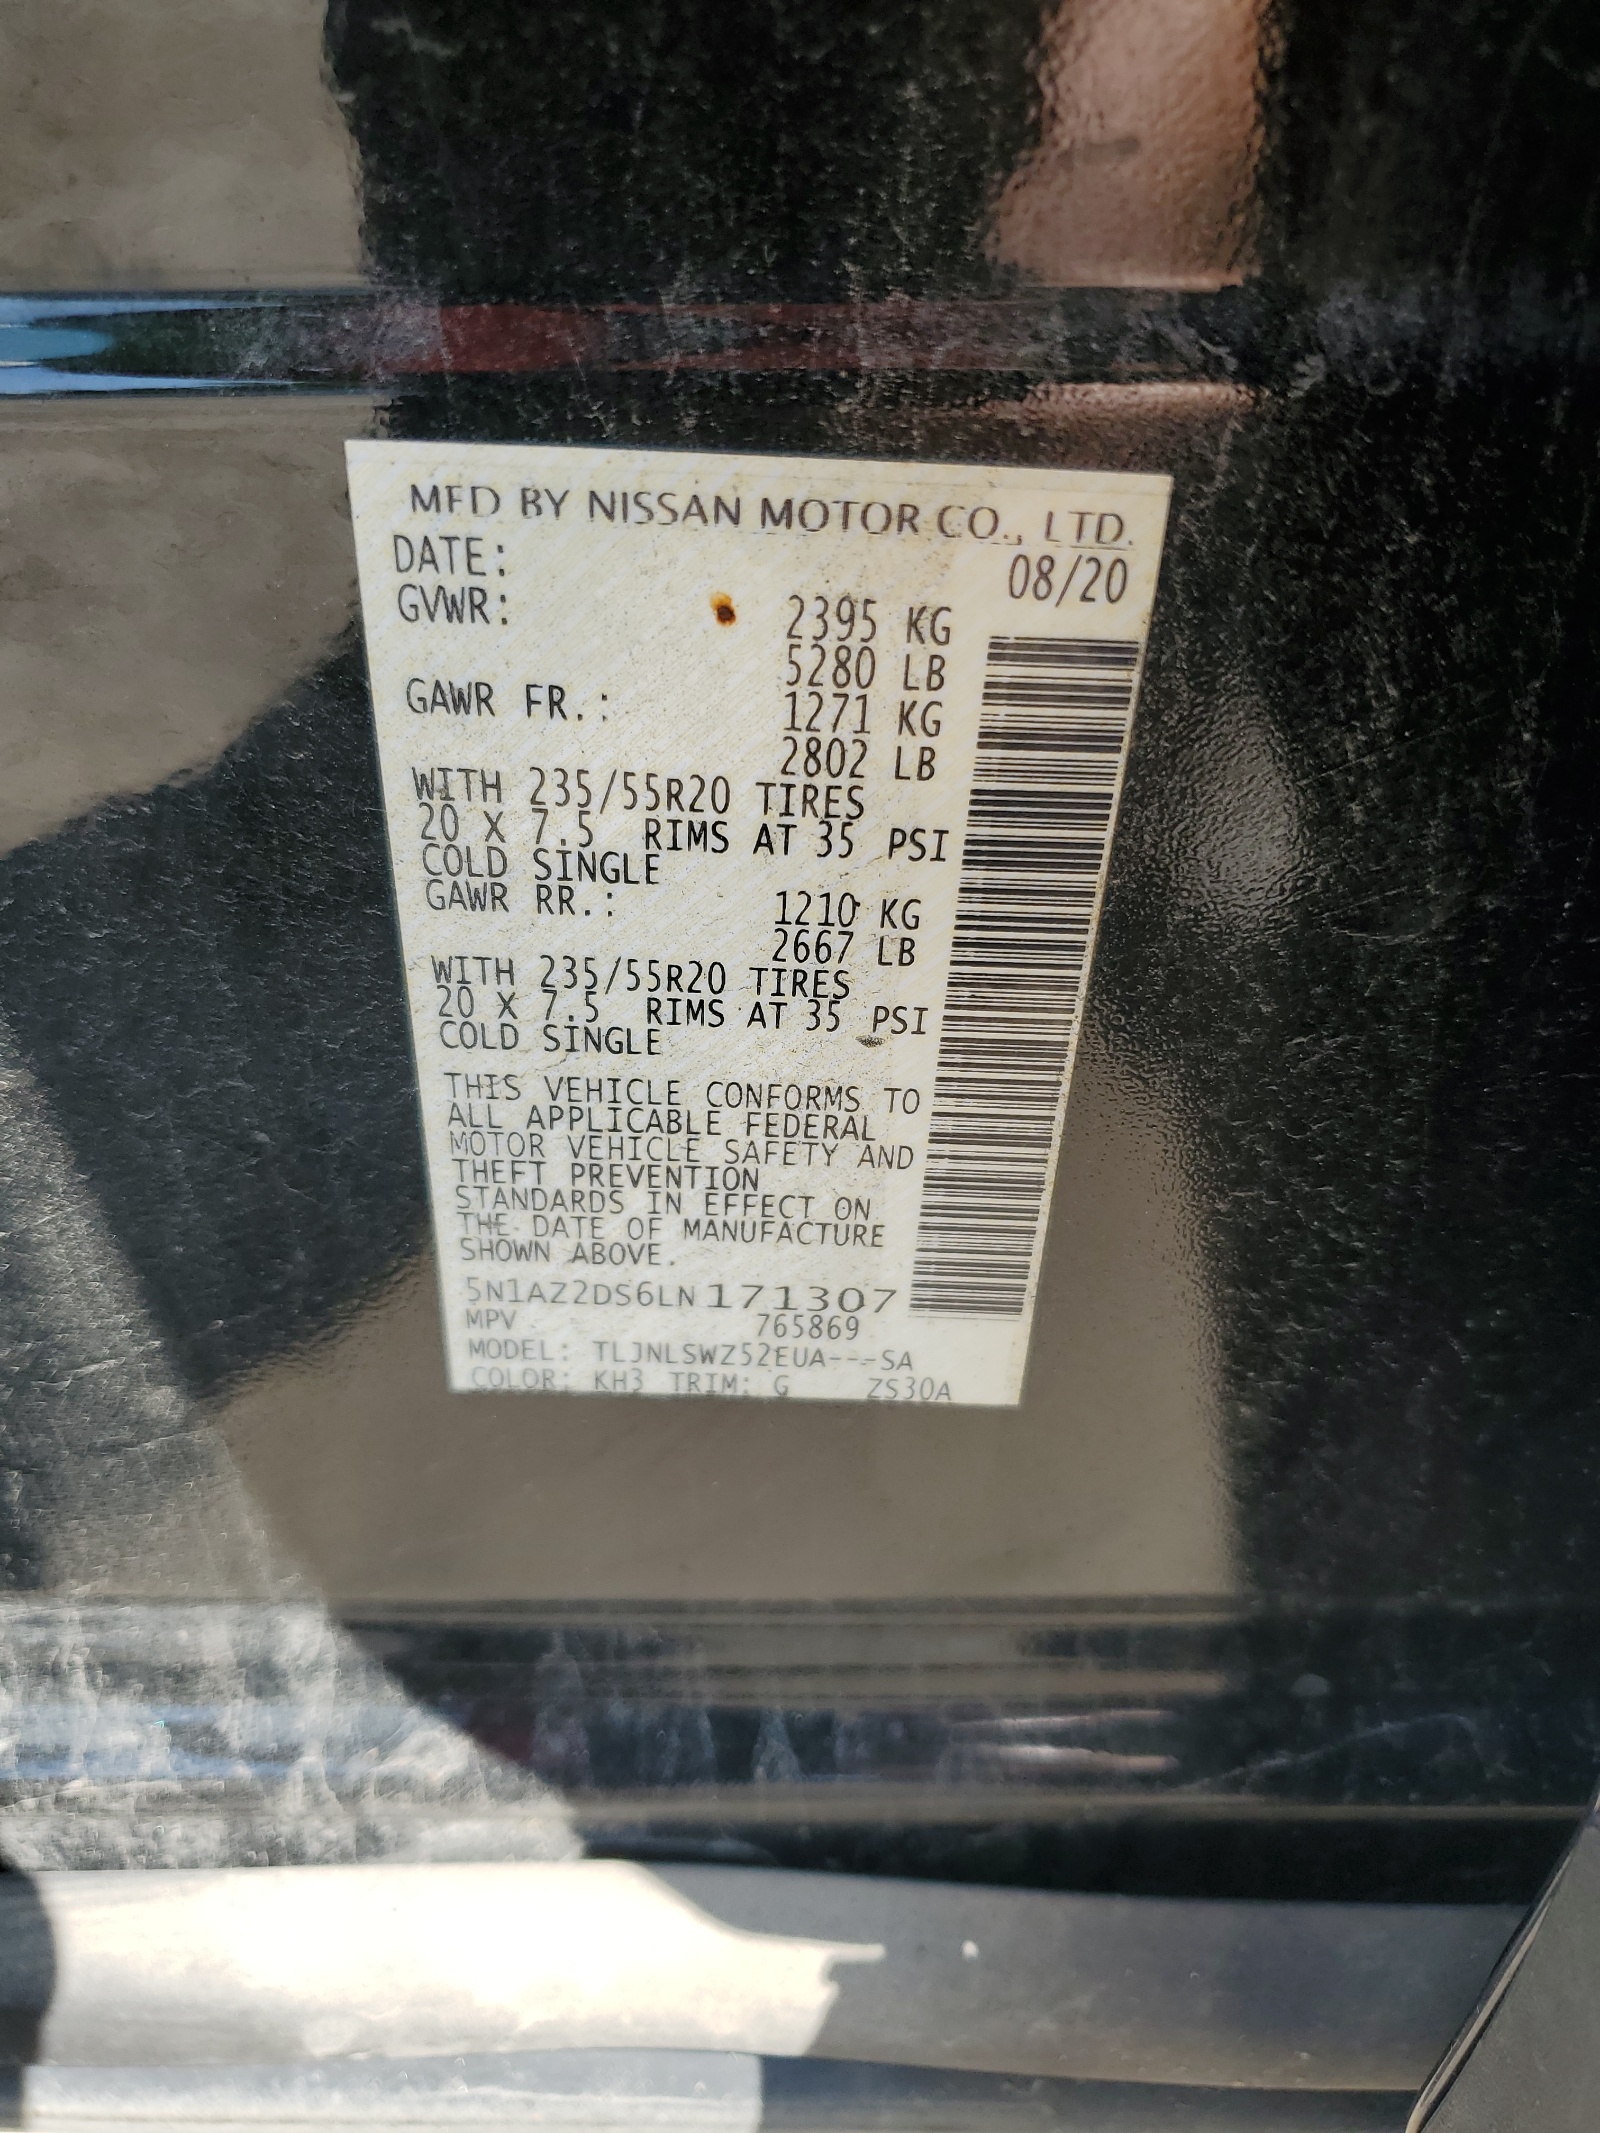 MFD BY NISSAN MOTOR CO., LTD.
DATE: 08/20
GVWR: 2395 KG
5280 LB
GAWR FR.: 1271 KG
2802 LB
WITH 235/55R20 TIRES
20 X 7.5 RIMS AT 35 PSI
COLD SINGLE
GAWR RR.: 1210 KG
2667 LB
WITH 235/55R20 TIRES
20 X 7.5 RIMS AT 35 PSI
COLD SINGLE
THIS VEHICLE CONFORMS TO
ALL APPLICABLE FEDERAL
MOTOR VEHICLE SAFETY AND
THEFT PREVENTION
STANDARDS IN EFFECT ON
THE DATE OF MANUFACTURE
SHOWN ABOVE.
5N1AZ2DS6LN171307
MPV 765869
MODEL: TLJNLSWZ52EUA---SA
COLOR: KH3 TRIM: G ZS30A